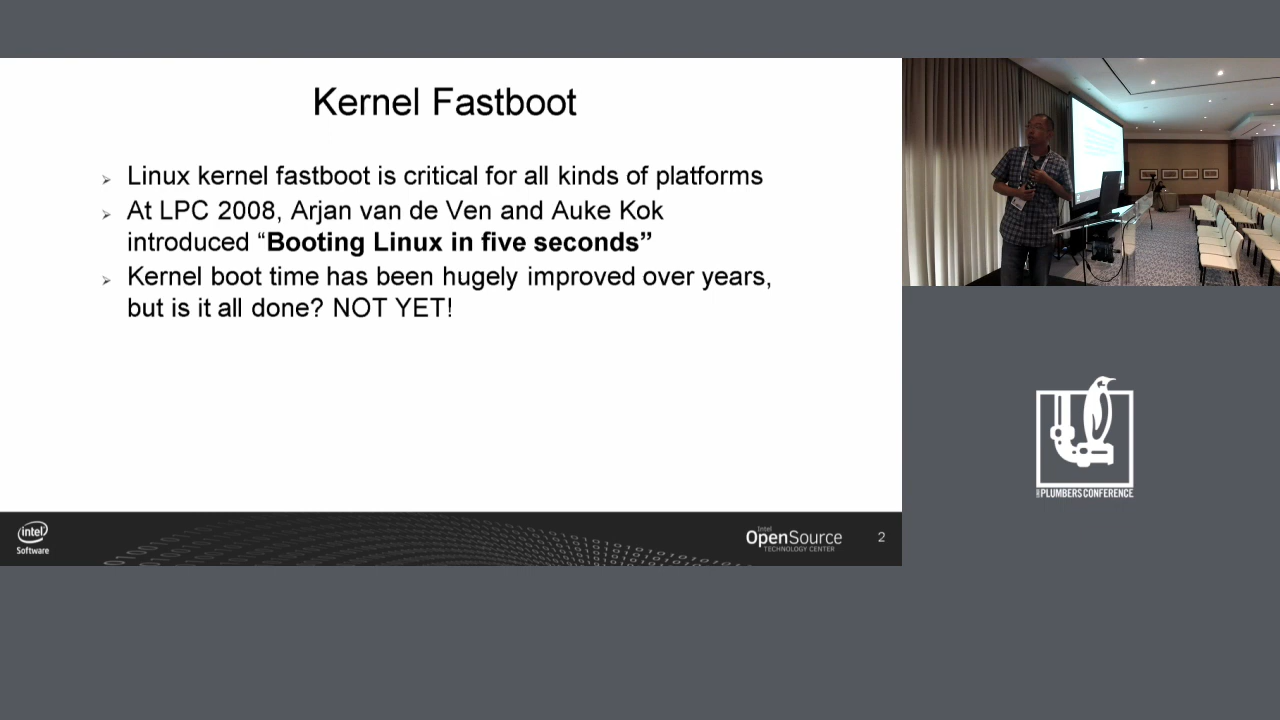 Kernel Fastboot
Linux kernel fastboot is critical for all kinds of platforms
At LPC 2008, Arjan van de Ven and Auke Kok
introduced “Booting Linux in five seconds”
Kernel boot time has been hugely improved over years,
but is it all done? NOT YET!
intel
Software
Intel
OpenSource
TECHNOLOGY CENTER
2
PLUMBERS CONFERENCE